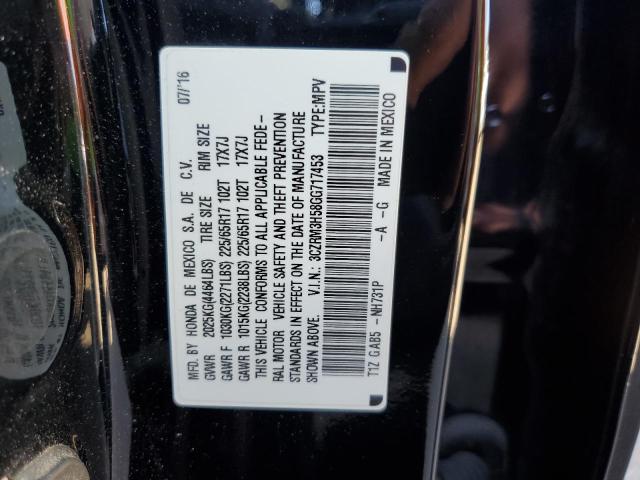 MFD. BY HONDA DE MEXICO S.A. DE C.V. 07/'16
GVWR 2025KG(4464LBS) TIRE SIZE RIM SIZE
GAWR F 1030KG(2271LBS) 225/65R17 102T 17X7J
GAWR R 1015KG(2238LBS) 225/65R17 102T 17X7J
THIS VEHICLE CONFORMS TO ALL APPLICABLE FEDE-
RAL MOTOR VEHICLE SAFETY AND THEFT PREVENTION
STANDARDS IN EFFECT ON THE DATE OF MANUFACTURE
SHOWN ABOVE. V.I.N.: 3CZRM3H58GG717453 TYPE:MPV
T1Z GAB5 -NH731P -A -G MADE IN MEXICO